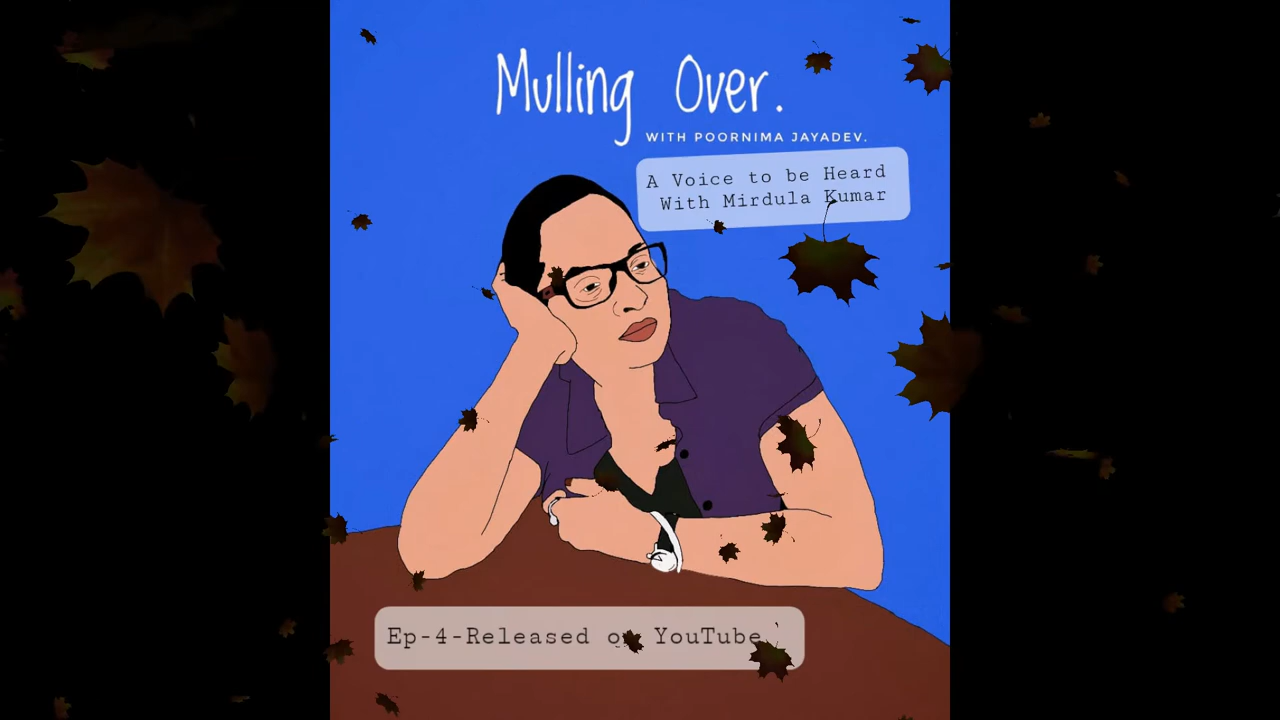 Mulling Over.
WITH POORNIMA JAYADEV.
A Voice to be Heard
With Mirdula Kumar
Ep-4-Released on YouTube.